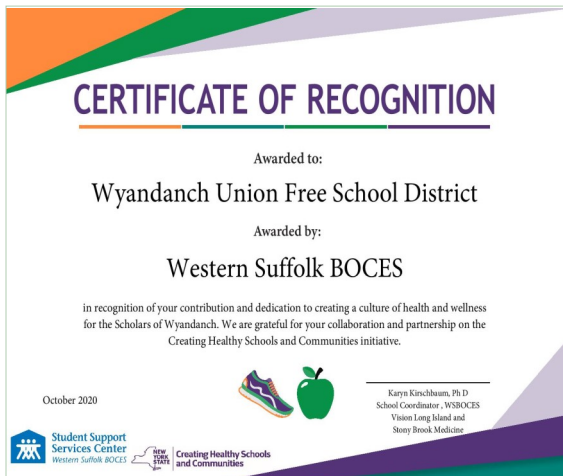 CERTIFICATE OF RECOGNITION
Awarded to:
Wyandanch Union Free School District
Awarded by:
Western Suffolk BOCES
in recognition of your contribution and dedication to creating a culture of health and wellness
for the Scholars of Wyandanch. We are grateful for your collaboration and partnership on the
Creating Healthy Schools and Communities initiative.
October 2020
Karyn Kirschbaum, Ph D
School Coordinator , WSBOCES
Vision Long Island and
Stony Brook Medicine
Student Support
Services Center
Western Suffolk BOCES
NEW
YORK
STATE
Creating Healthy Schools
and Communities